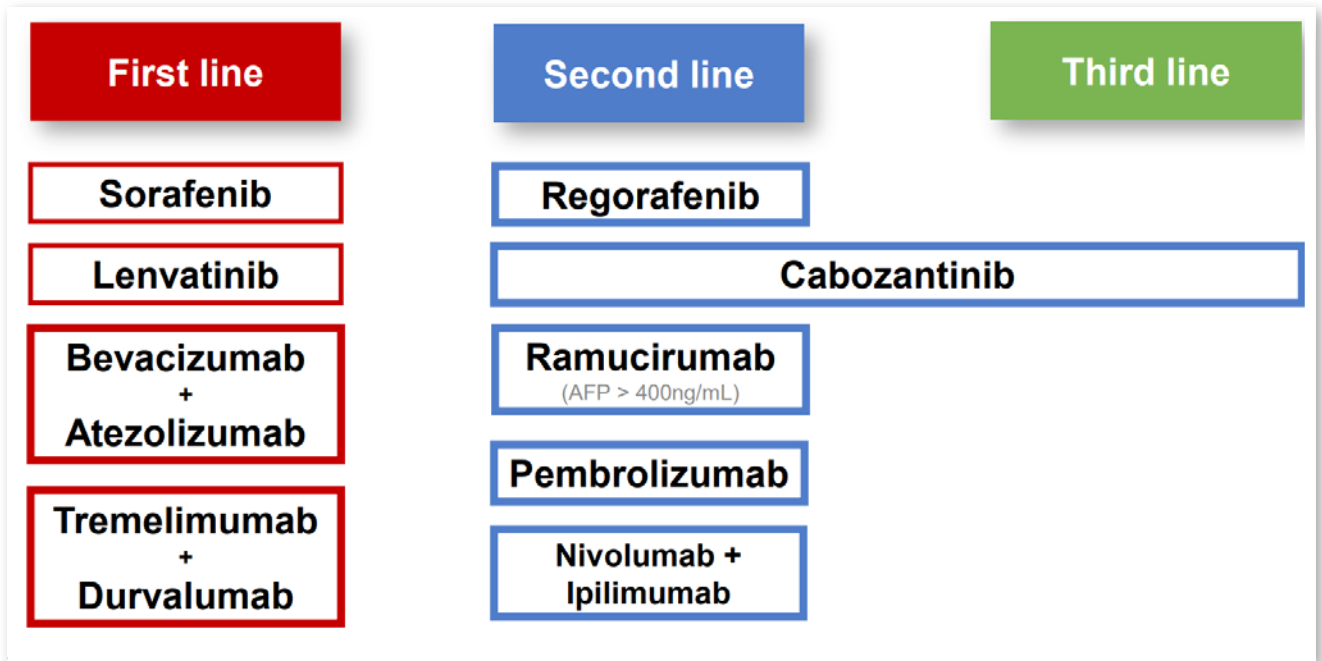 First line
Second line
Third line
Sorafenib
Regorafenib
Lenvatinib
Cabozantinib
Bevacizumab
+
Atezolizumab
Ramucirumab
(AFP > 400ng/mL)
Pembrolizumab
Tremelimumab
+
Durvalumab
Nivolumab +
Ipilimumab